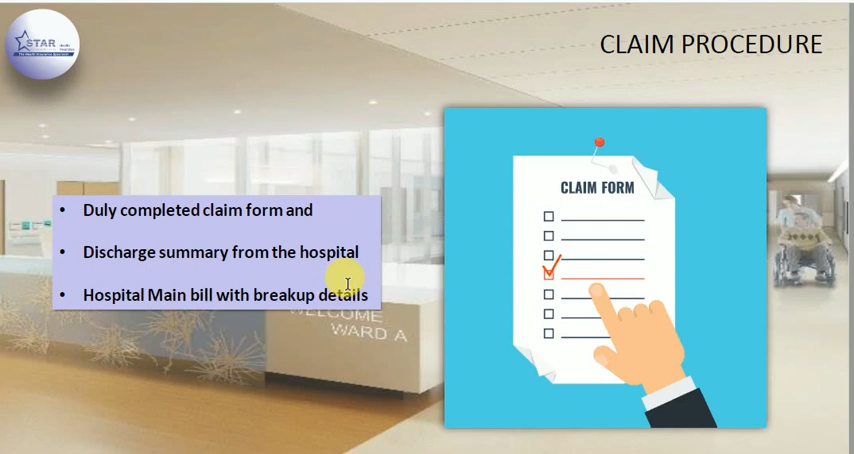 STAR
CLAIM PROCEDURE
CLAIM FORM
• Duly completed claim form and
• Discharge summary from the hospital
• Hospital Main bill with breakup details
WELCOME
WARD A